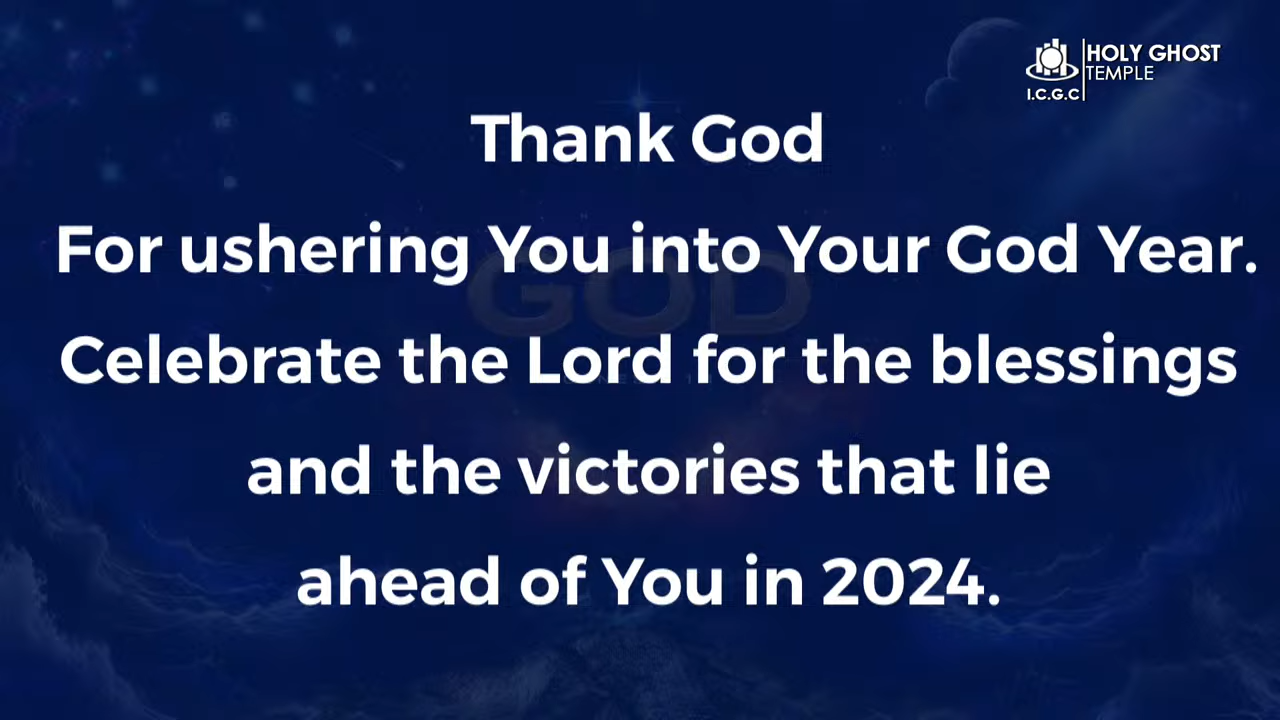 HOLY GHOST
TEMPLE
I.C.G.C
Thank God
For ushering You into Your God Year.
GOD
Celebrate the Lord for the blessings
and the victories that lie
ahead of You in 2024.